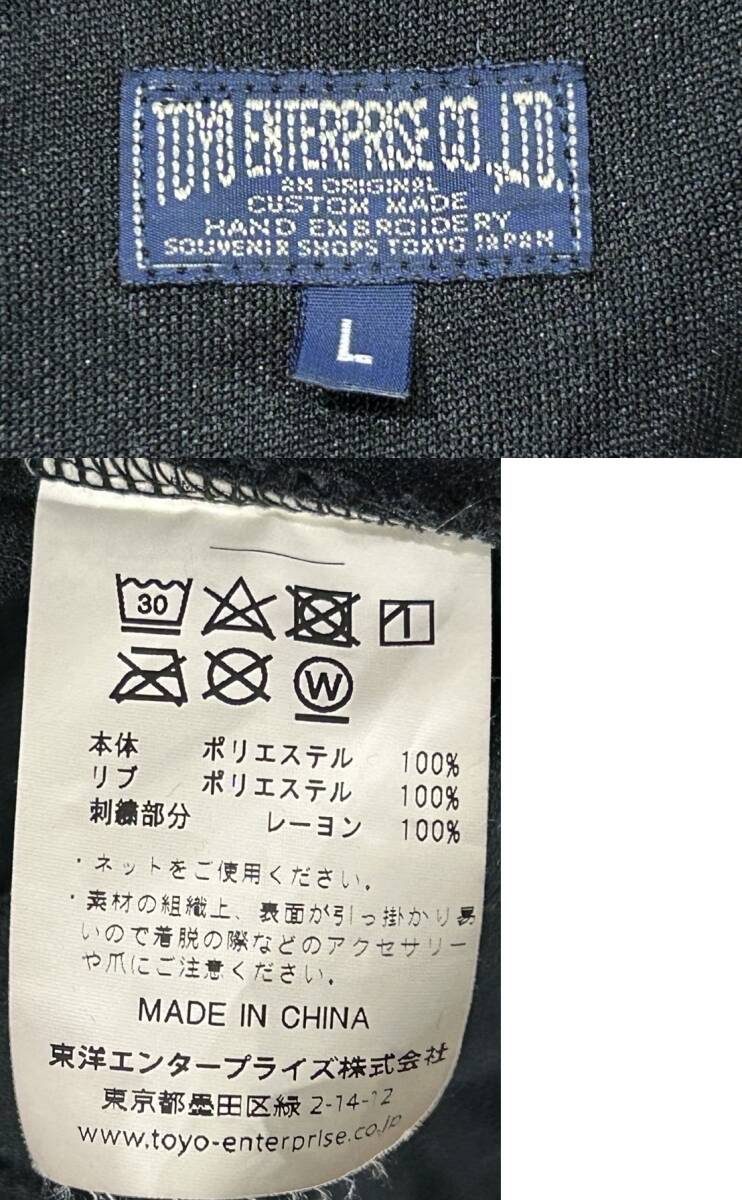 TOYO ENTERPRISE CO.,LTD.
AN ORIGINAL
CUSTOM MADE
HAND EMBROIDERY
SOUVENIR SHOPS TOKYO JAPAN
L
30
W
本体 ポリエステル 100%
リブ ポリエステル 100%
刺繍部分 レーヨン 100%
・ネットをご使用ください。
・素材の組織上、表面が引っ掛かり易
いので着脱の際などのアクセサリー
や爪にご注意ください。
MADE IN CHINA
東洋エンタープライズ株式会社
東京都墨田区緑 2-14-12
www.toyo-enterprise.co.jp